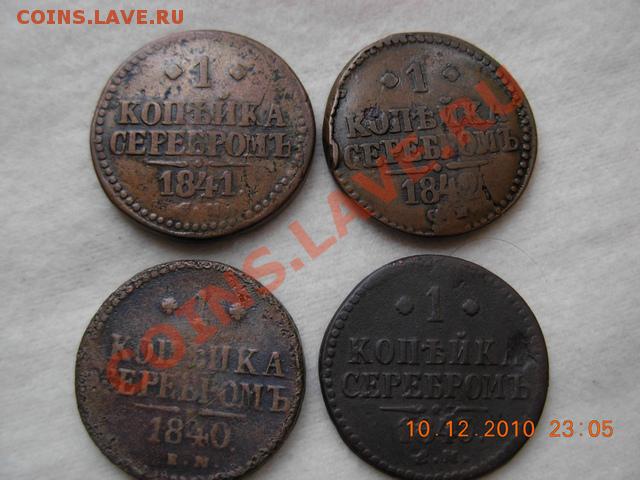 COINS.LAVE.RU
1
КОПѢЙКА
СЕРЕБРОМЪ
1841
1
КОПѢЙКА
СЕРЕБРОМЪ
COINS.LAVE.RU
КОПѢЙКА
СЕРЕБРОМЪ
1840
Е.М.
1
КОПѢЙКА
СЕРЕБРОМЪ
10.12.2010 23:05